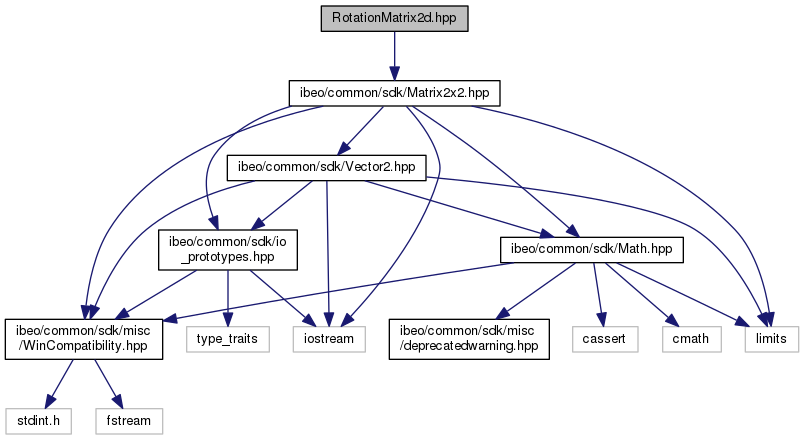 RotationMatrix2d.hpp
ibeo/common/sdk/Matrix2x2.hpp
ibeo/common/sdk/Vector2.hpp
ibeo/common/sdk/io
_prototypes.hpp
ibeo/common/sdk/Math.hpp
ibeo/common/sdk/misc
/WinCompatibility.hpp
type_traits
iostream
ibeo/common/sdk/misc
/deprecatedwarning.hpp
cassert
cmath
limits
stdint.h
fstream